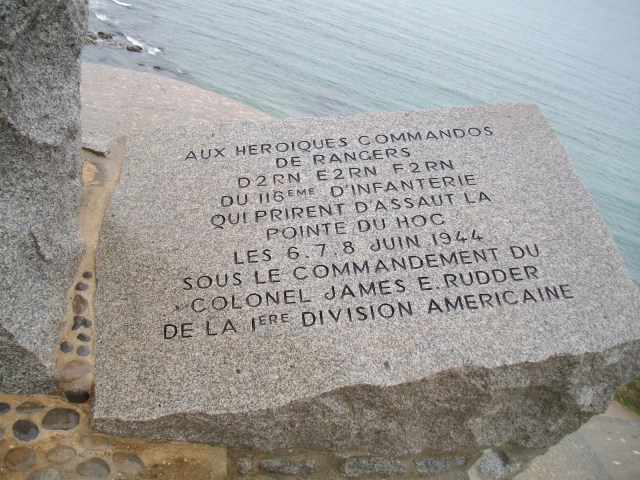 AUX HEROIQUES COMMANDOS
DE RANGERS
D2RN E2RN F2RN
DU 116EME D'INFANTERIE
QUI PRIRENT D'ASSAUT LA
POINTE DU HOC
LES 6.7.8 JUIN 1944
SOUS LE COMMANDEMENT DU
COLONEL JAMES E. RUDDER
DE LA 1ERE DIVISION AMERICAINE